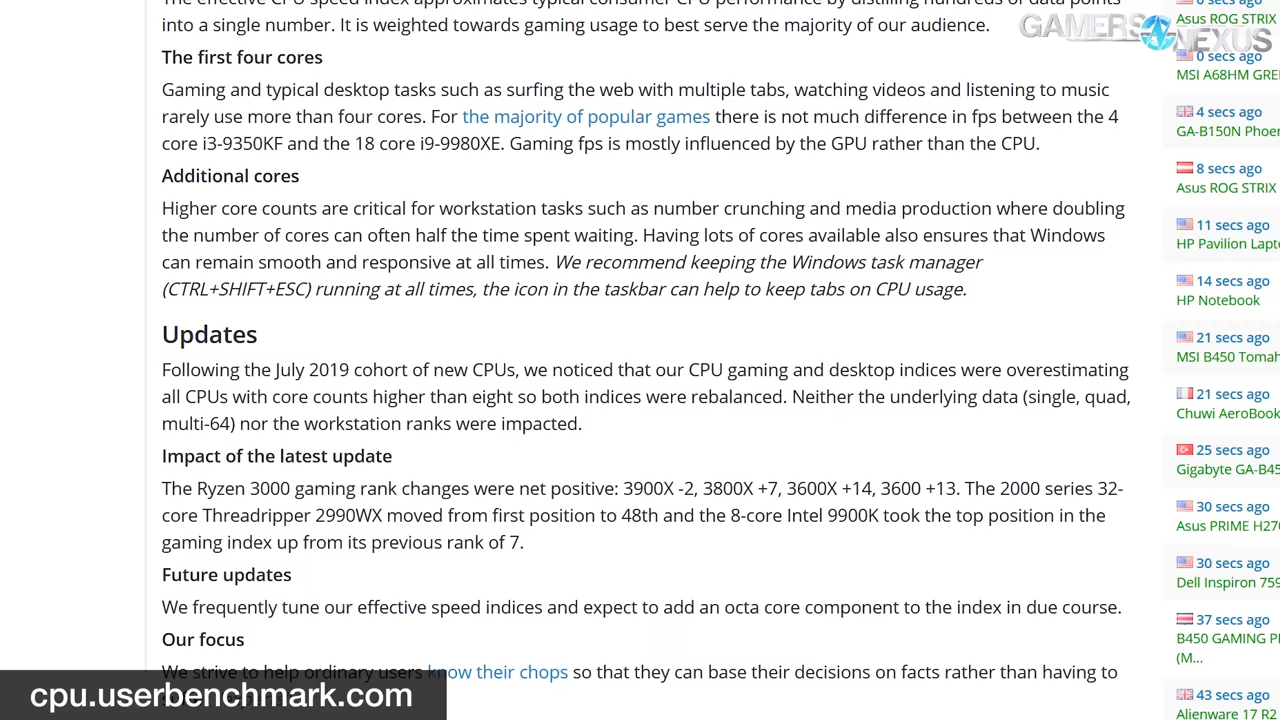 The effective CPU speed index approximates typical consumer CPU performance by distilling hundreds of data points
into a single number. It is weighted towards gaming usage to best serve the majority of our audience.
The first four cores
Gaming and typical desktop tasks such as surfing the web with multiple tabs, watching videos and listening to music
rarely use more than four cores. For the majority of popular games there is not much difference in fps between the 4
core i3-9350KF and the 18 core i9-9980XE. Gaming fps is mostly influenced by the GPU rather than the CPU.
Additional cores
Higher core counts are critical for workstation tasks such as number crunching and media production where doubling
the number of cores can often half the time spent waiting. Having lots of cores available also ensures that Windows
can remain smooth and responsive at all times. We recommend keeping the Windows task manager
(CTRL+SHIFT+ESC) running at all times, the icon in the taskbar can help to keep tabs on CPU usage.
Updates
Following the July 2019 cohort of new CPUs, we noticed that our CPU gaming and desktop indices were overestimating
all CPUs with core counts higher than eight so both indices were rebalanced. Neither the underlying data (single, quad,
multi-64) nor the workstation ranks were impacted.
Impact of the latest update
The Ryzen 3000 gaming rank changes were net positive: 3900X -2, 3800X +7, 3600X +14, 3600 +13. The 2000 series 32-
core Threadripper 2990WX moved from first position to 48th and the 8-core Intel 9900K took the top position in the
gaming index up from its previous rank of 7.
Future updates
We frequently tune our effective speed indices and expect to add an octa core component to the index in due course.
Our focus
We strive to help ordinary users know their chops so that they can base their decisions on facts rather than having to
cpu.userbenchmark.com
GAMERS NEXUS
0 secs ago
Asus ROG STRIX
0 secs ago
MSI A68HM GRE
4 secs ago
GA-B150N Phoen
8 secs ago
Asus ROG STRIX
11 secs ago
HP Pavilion Lapto
14 secs ago
HP Notebook
21 secs ago
MSI B450 Tomah
21 secs ago
Chuwi AeroBook
25 secs ago
Gigabyte GA-B45
30 secs ago
Asus PRIME H270
30 secs ago
Dell Inspiron 759
37 secs ago
B450 GAMING P
(M...
43 secs ago
Alienware 17 R2